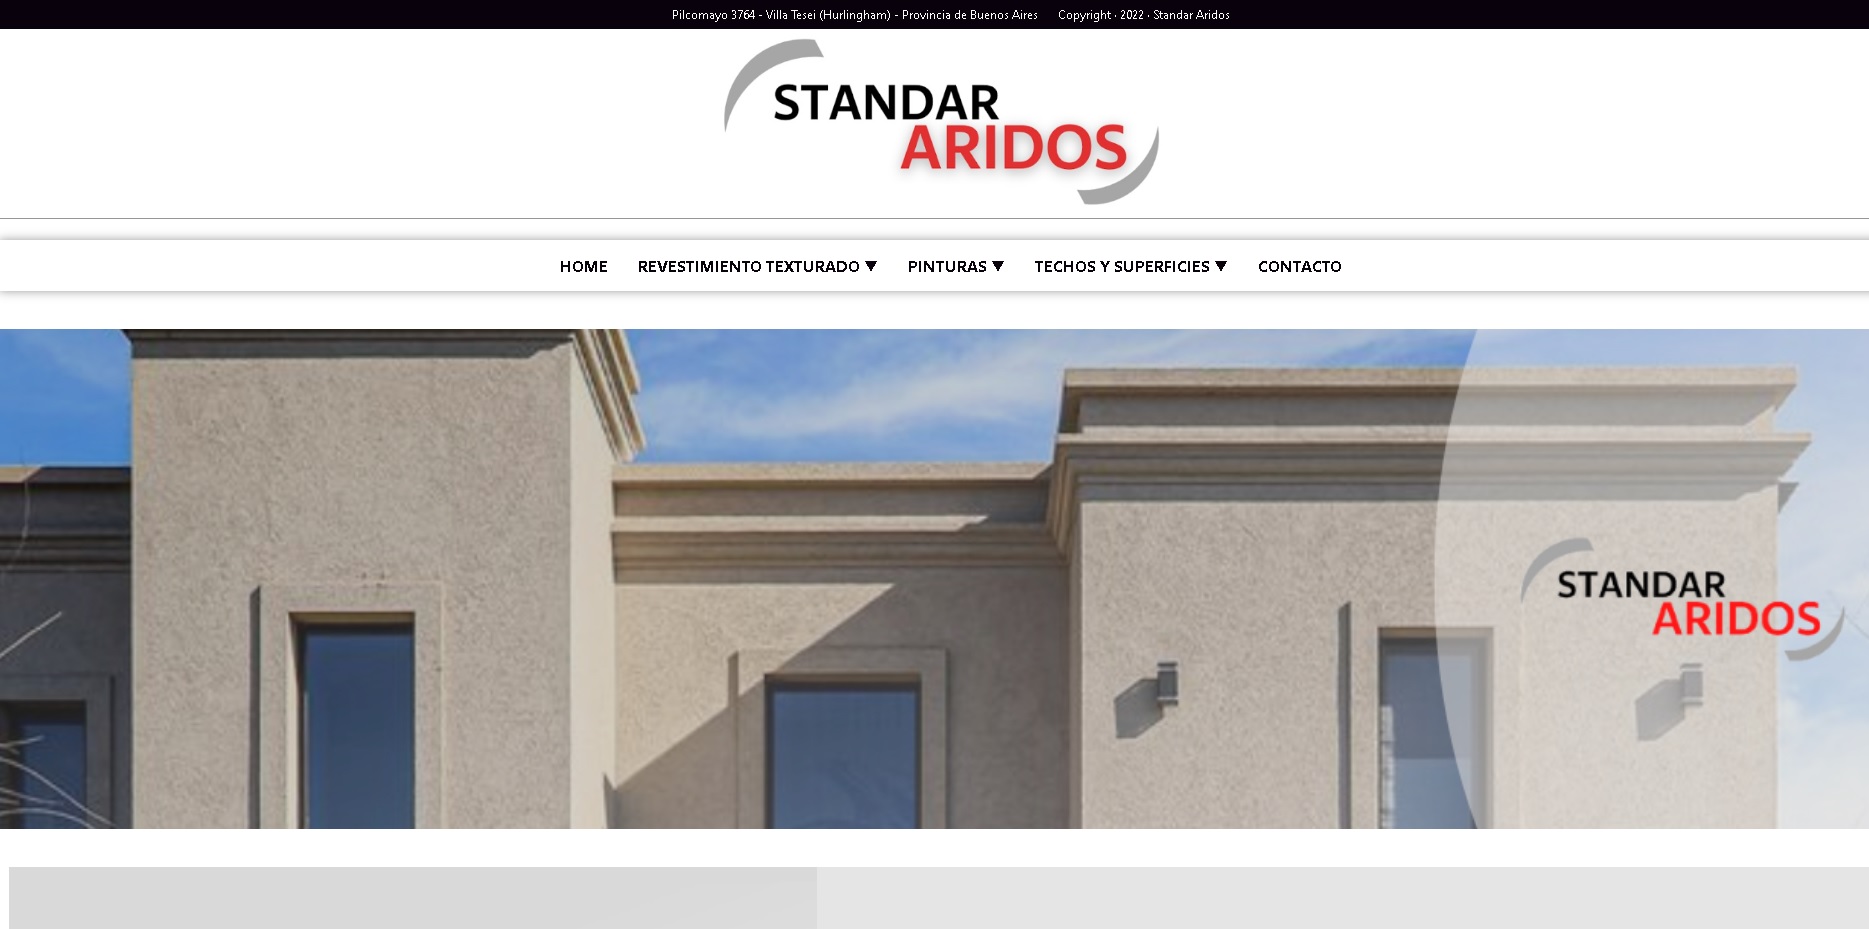 Pilcomayo 3764 - Villa Tesei (Hurlingham) - Provincia de Buenos Aires Copyright · 2022 · Standar Aridos
STANDAR
ARIDOS
HOME REVESTIMIENTO TEXTURADO ▼ PINTURAS ▼ TECHOS Y SUPERFICIES ▼ CONTACTO
STANDAR
ARIDOS